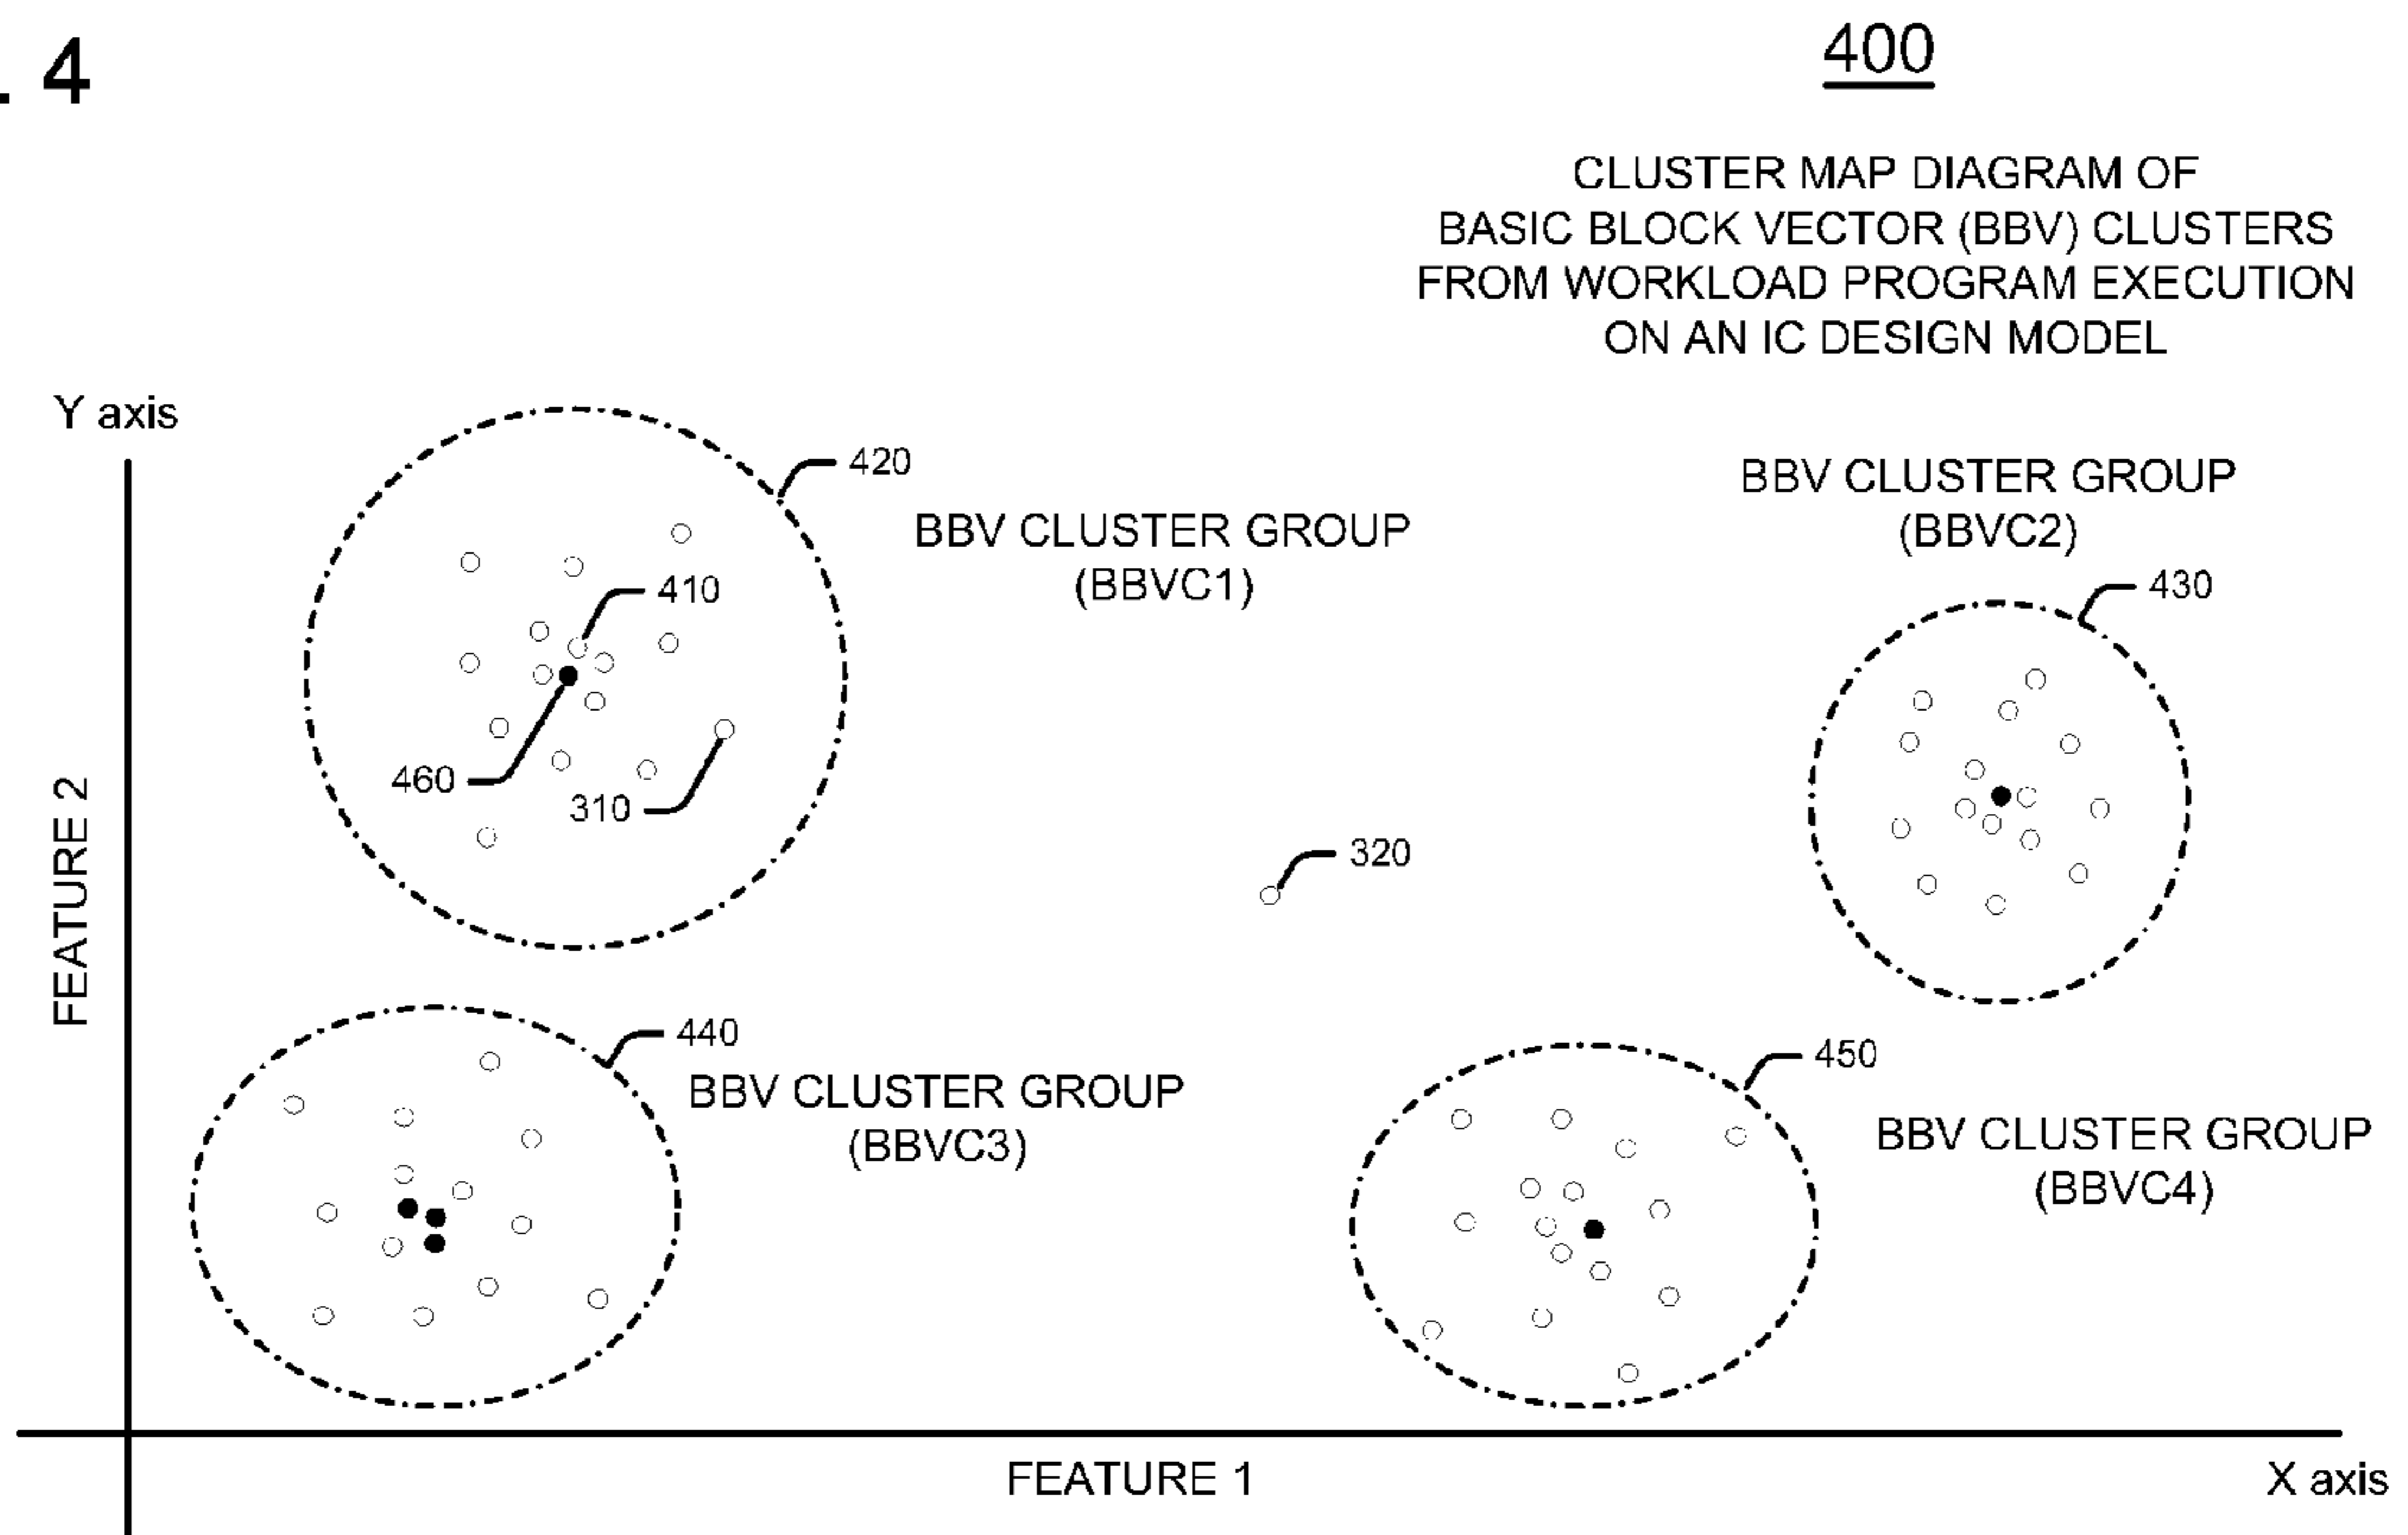 . 4
400
CLUSTER MAP DIAGRAM OF
BASIC BLOCK VECTOR (BBV) CLUSTERS
FROM WORKLOAD PROGRAM EXECUTION
ON AN IC DESIGN MODEL
Y axis
420
BBV CLUSTER GROUP
(BBVC1)
BBV CLUSTER GROUP
(BBVC2)
430
410
460
310
320
FEATURE 2
440
BBV CLUSTER GROUP
(BBVC3)
450
BBV CLUSTER GROUP
(BBVC4)
FEATURE 1
X axis